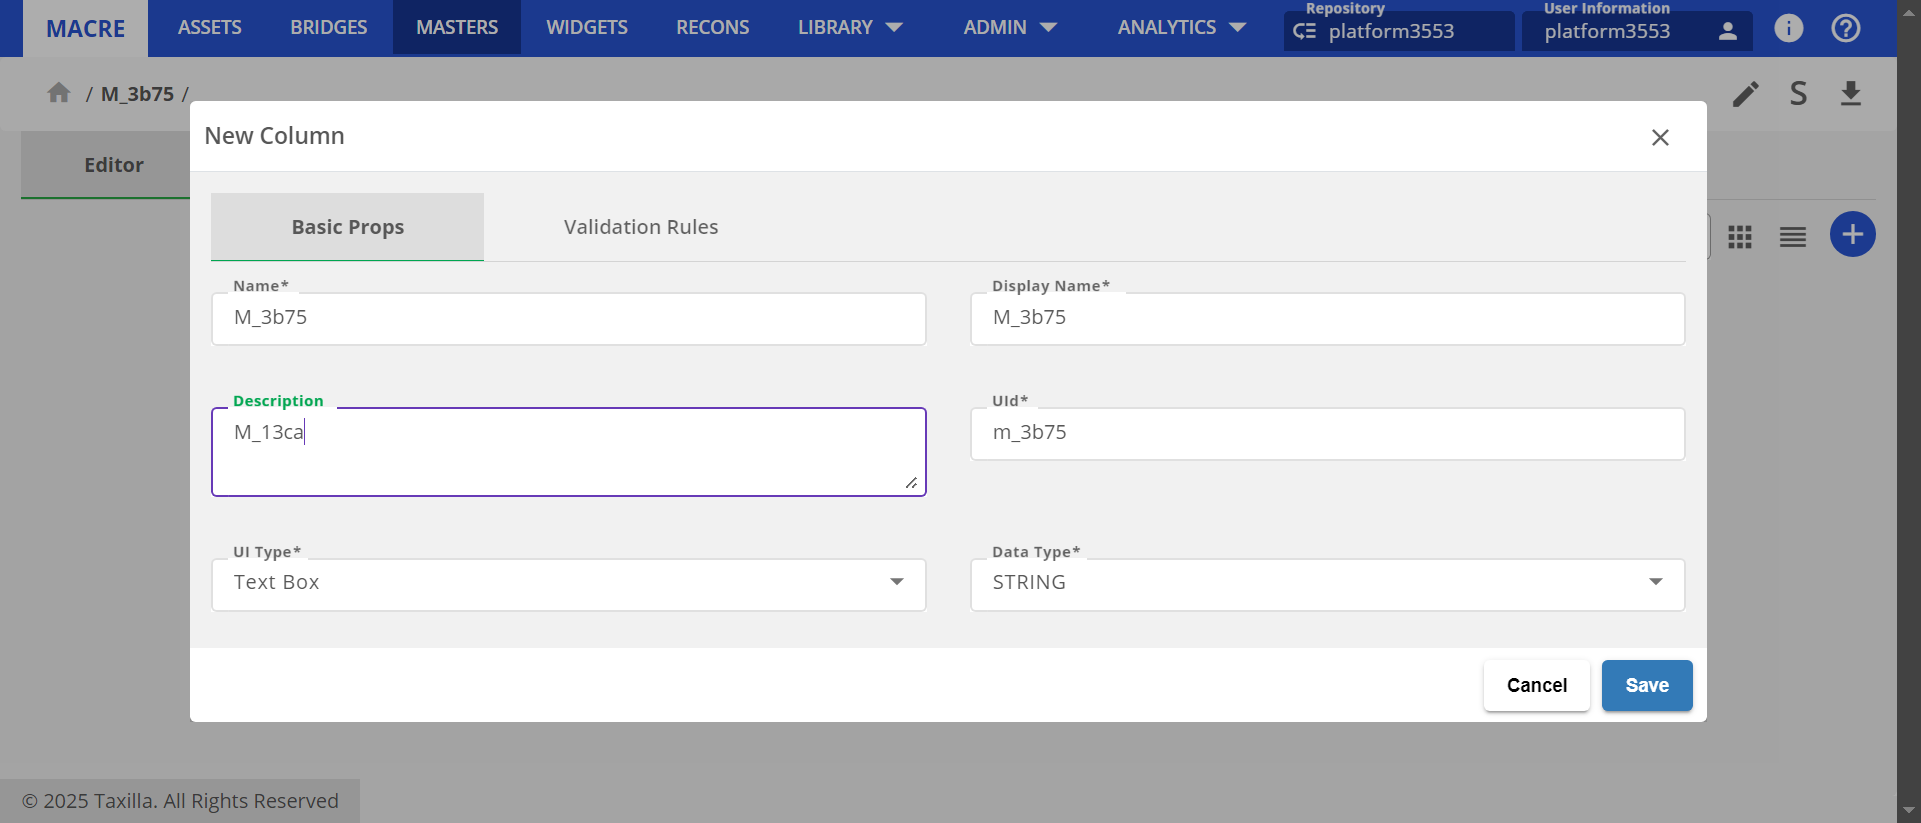 MACRE
ASSETS
BRIDGES
MASTERS
WIDGETS
RECONS
LIBRARY
ADMIN
ANALYTICS
Repository
platform3553
User Information
platform3553
/ M_3b75 /
S
Editor
New Column
Basic Props
Validation Rules
Name*
M_3b75
Display Name*
M_3b75
Description
M_13ca
UId*
m_3b75
UI Type*
Text Box
Data Type*
STRING
Cancel
Save
© 2025 Taxilla. All Rights Reserved